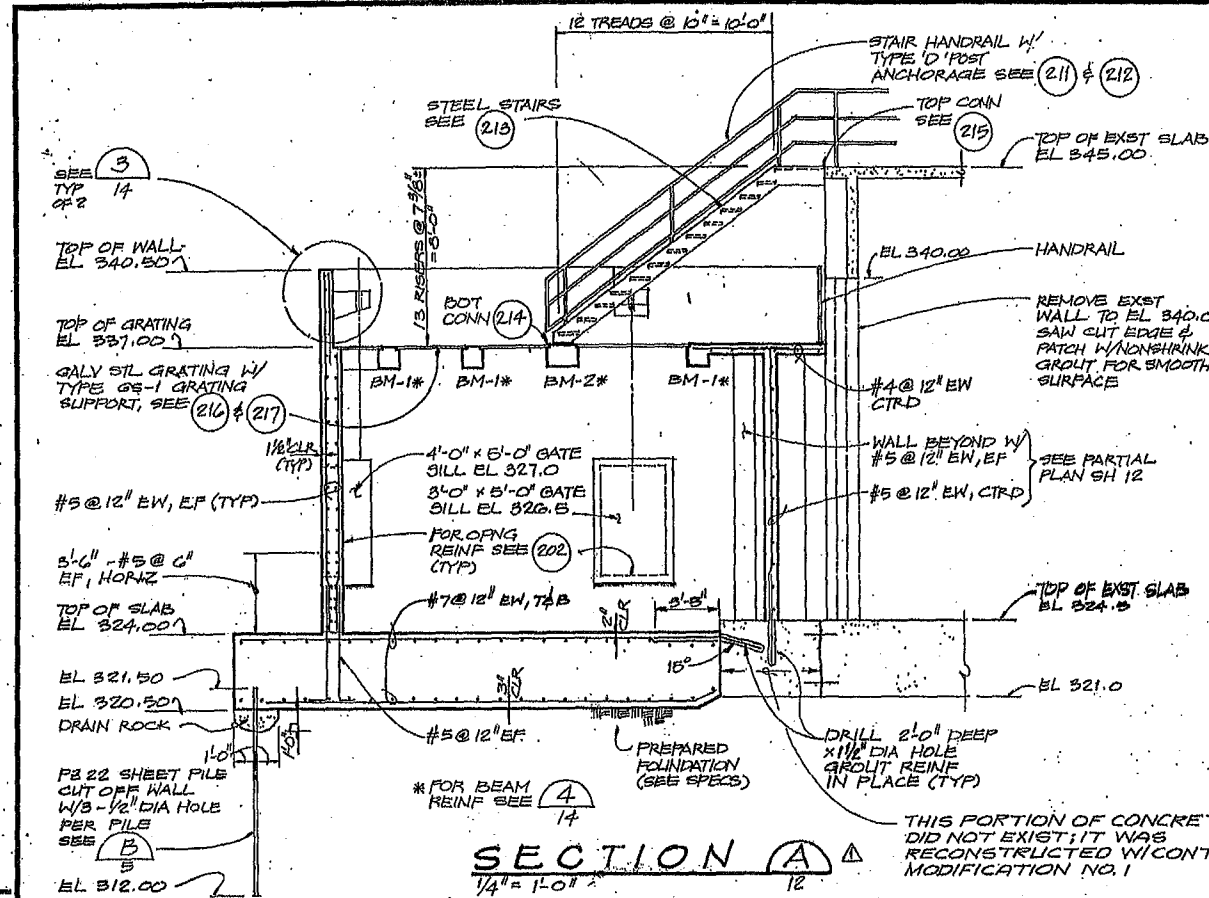 12 TREADS @ 10" = 10'-0"
STAIR HANDRAIL W/
TYPE 'D' POST
ANCHORAGE SEE 211 & 212
STEEL STAIRS
SEE 213
TOP CONN
SEE 215
TOP OF EXST SLAB
EL 345.00
SEE 3
TYP 14
OF 2
13 RISERS @ 7 3/8"
= 8'-0"
TOP OF WALL
EL 340.50
EL 340.00
HANDRAIL
BOT
CONN 214
REMOVE EXST
WALL TO EL 340.0
SAW CUT EDGE &
PATCH W/NONSHRINK
GROUT FOR SMOOTH
SURFACE
TOP OF GRATING
EL 337.00
BM-1*
BM-1*
BM-2*
BM-1*
GALV STL GRATING W/
TYPE GS-1 GRATING
SUPPORT, SEE 216 & 217
#4 @ 12" EW
CTRD
1 1/2" CLR
(TYP)
4'-0" x 5'-0" GATE
SILL EL 327.0
3'-0" x 5'-0" GATE
SILL EL 326.5
WALL BEYOND W/
#5 @ 12" EW, EF
SEE PARTIAL
PLAN SH 12
#5 @ 12" EW, CTRD
#5 @ 12" EW, EF (TYP)
FOR OPNG
REINF SEE 202
(TYP)
3'-6" - #5 @ 6"
EF, HORIZ
#7 @ 12" EW, T&B
2" CLR
TOP OF EXST SLAB
EL 324.5
TOP OF SLAB
EL 324.00
15°
EL 321.50
3" CLR
EL 321.0
EL 320.50
DRAIN ROCK
1'-0"
1'-0"
#5 @ 12" EF
PREPARED
FOUNDATION
(SEE SPECS)
DRILL 2'-0" DEEP
x 1 1/2" DIA HOLE
GROUT REINF
IN PLACE (TYP)
SHEET PILE
CUT OFF WALL
W/3-1/2" DIA HOLE
PER PILE
SEE B
5
* FOR BEAM
REINF SEE 4
14
THIS PORTION OF CONCRET
DID NOT EXIST; IT WAS
RECONSTRUCTED W/CONT
MODIFICATION NO. 1
EL 312.00
SECTION A
1/4" = 1'-0" 12